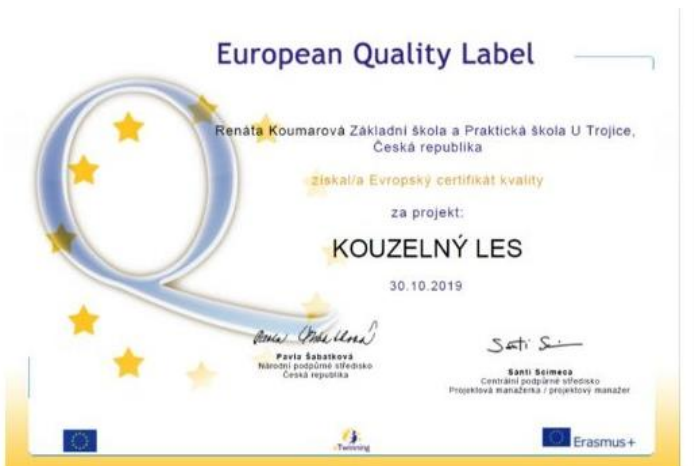 European Quality Label
Renáta Koumarová Základní škola a Praktická škola U Trojice,
Česká republika
získal/a Evropský certifikát kvality
za projekt:
KOUZELNÝ LES
30.10.2019
Pavla Šabatková
Národní podpůrné středisko
Česká republika
Santi Scimeca
Centrální podpůrné středisko
Projektová manažerka / projektový manažer
eTwinning
Erasmus+